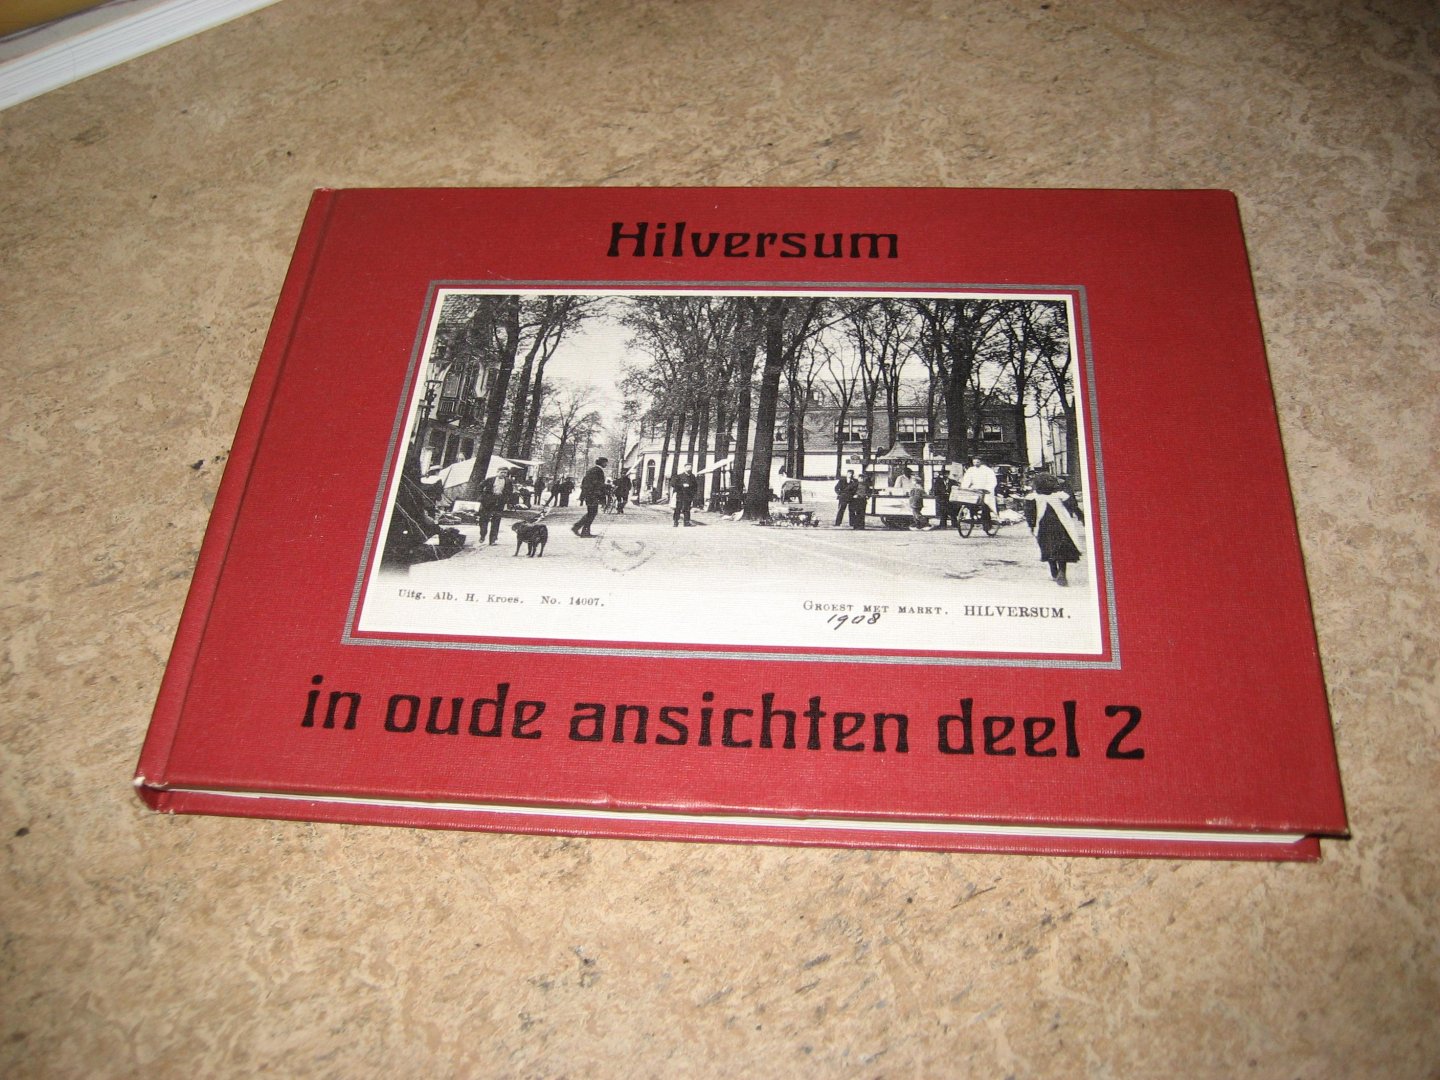 Hilversum
Uitg. Alb. H. Kroes. No. 14007.
GROEST MET MARKT. HILVERSUM.
1908
in oude ansichten deel 2